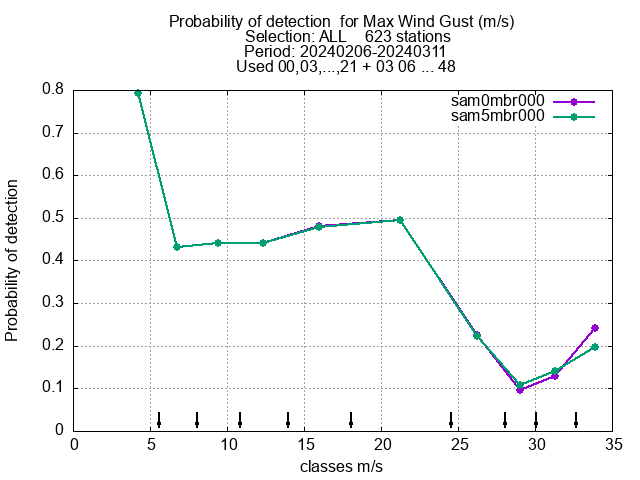 Probability of detection  for Max Wind Gust (m/s)
Selection: ALL    623 stations
Period: 20240206-20240311
Used 00,03,...,21 + 03 06 ... 48
sam0mbr000
sam5mbr000
0.8
0.7
0.6
0.5
0.4
0.3
0.2
0.1
0
Probability of detection
0 5 10 15 20 25 30 35
classes m/s